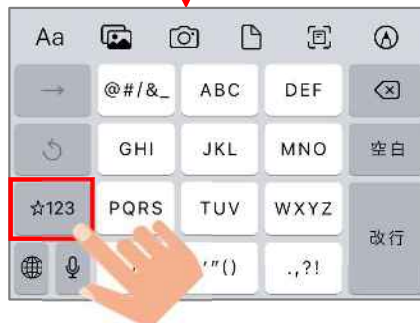 Aa
@#/&_ ABC DEF
GHI JKL MNO 空白
☆123 PQRS TUV WXYZ
改行
'"() .,?!